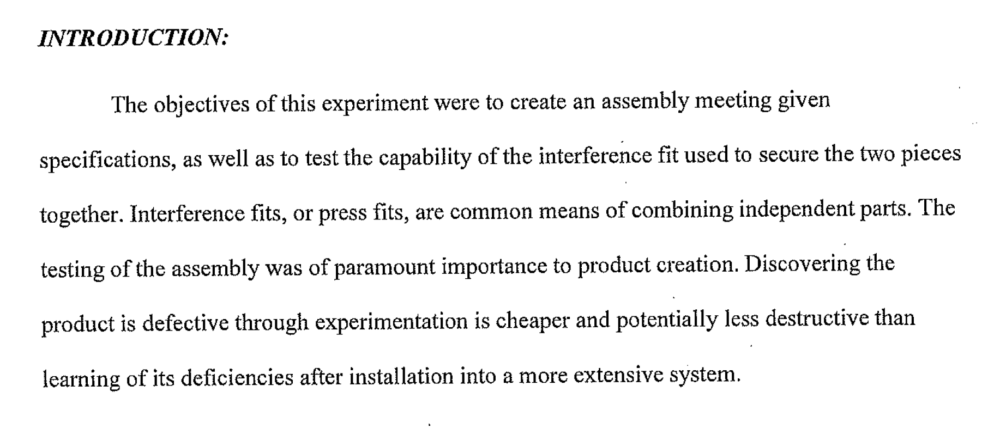 INTRODUCTION:
The objectives of this experiment were to create an assembly meeting given
specifications, as well as to test the capability of the interference fit used to secure the two pieces
together. Interference fits, or press fits, are common means of combining independent parts. The
testing of the assembly was of paramount importance to product creation. Discovering the
product is defective through experimentation is cheaper and potentially less destructive than
learning of its deficiencies after installation into a more extensive system.